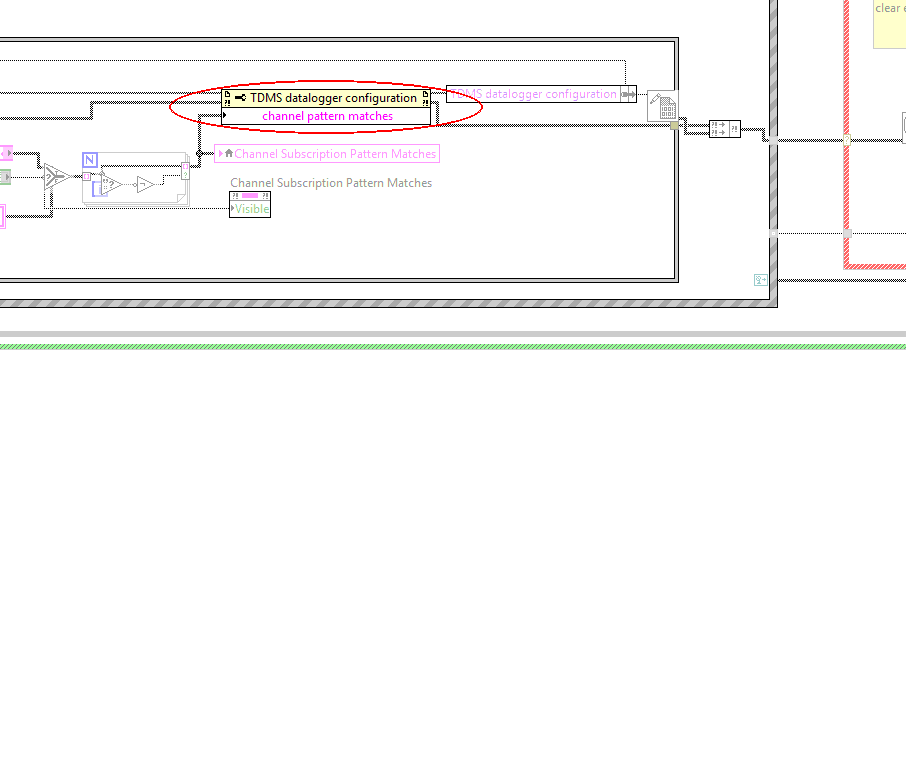 clear e
TDMS datalogger configuration
TDMS datalogger configuration
channel pattern matches
N
Channel Subscription Pattern Matches
Channel Subscription Pattern Matches
Visible